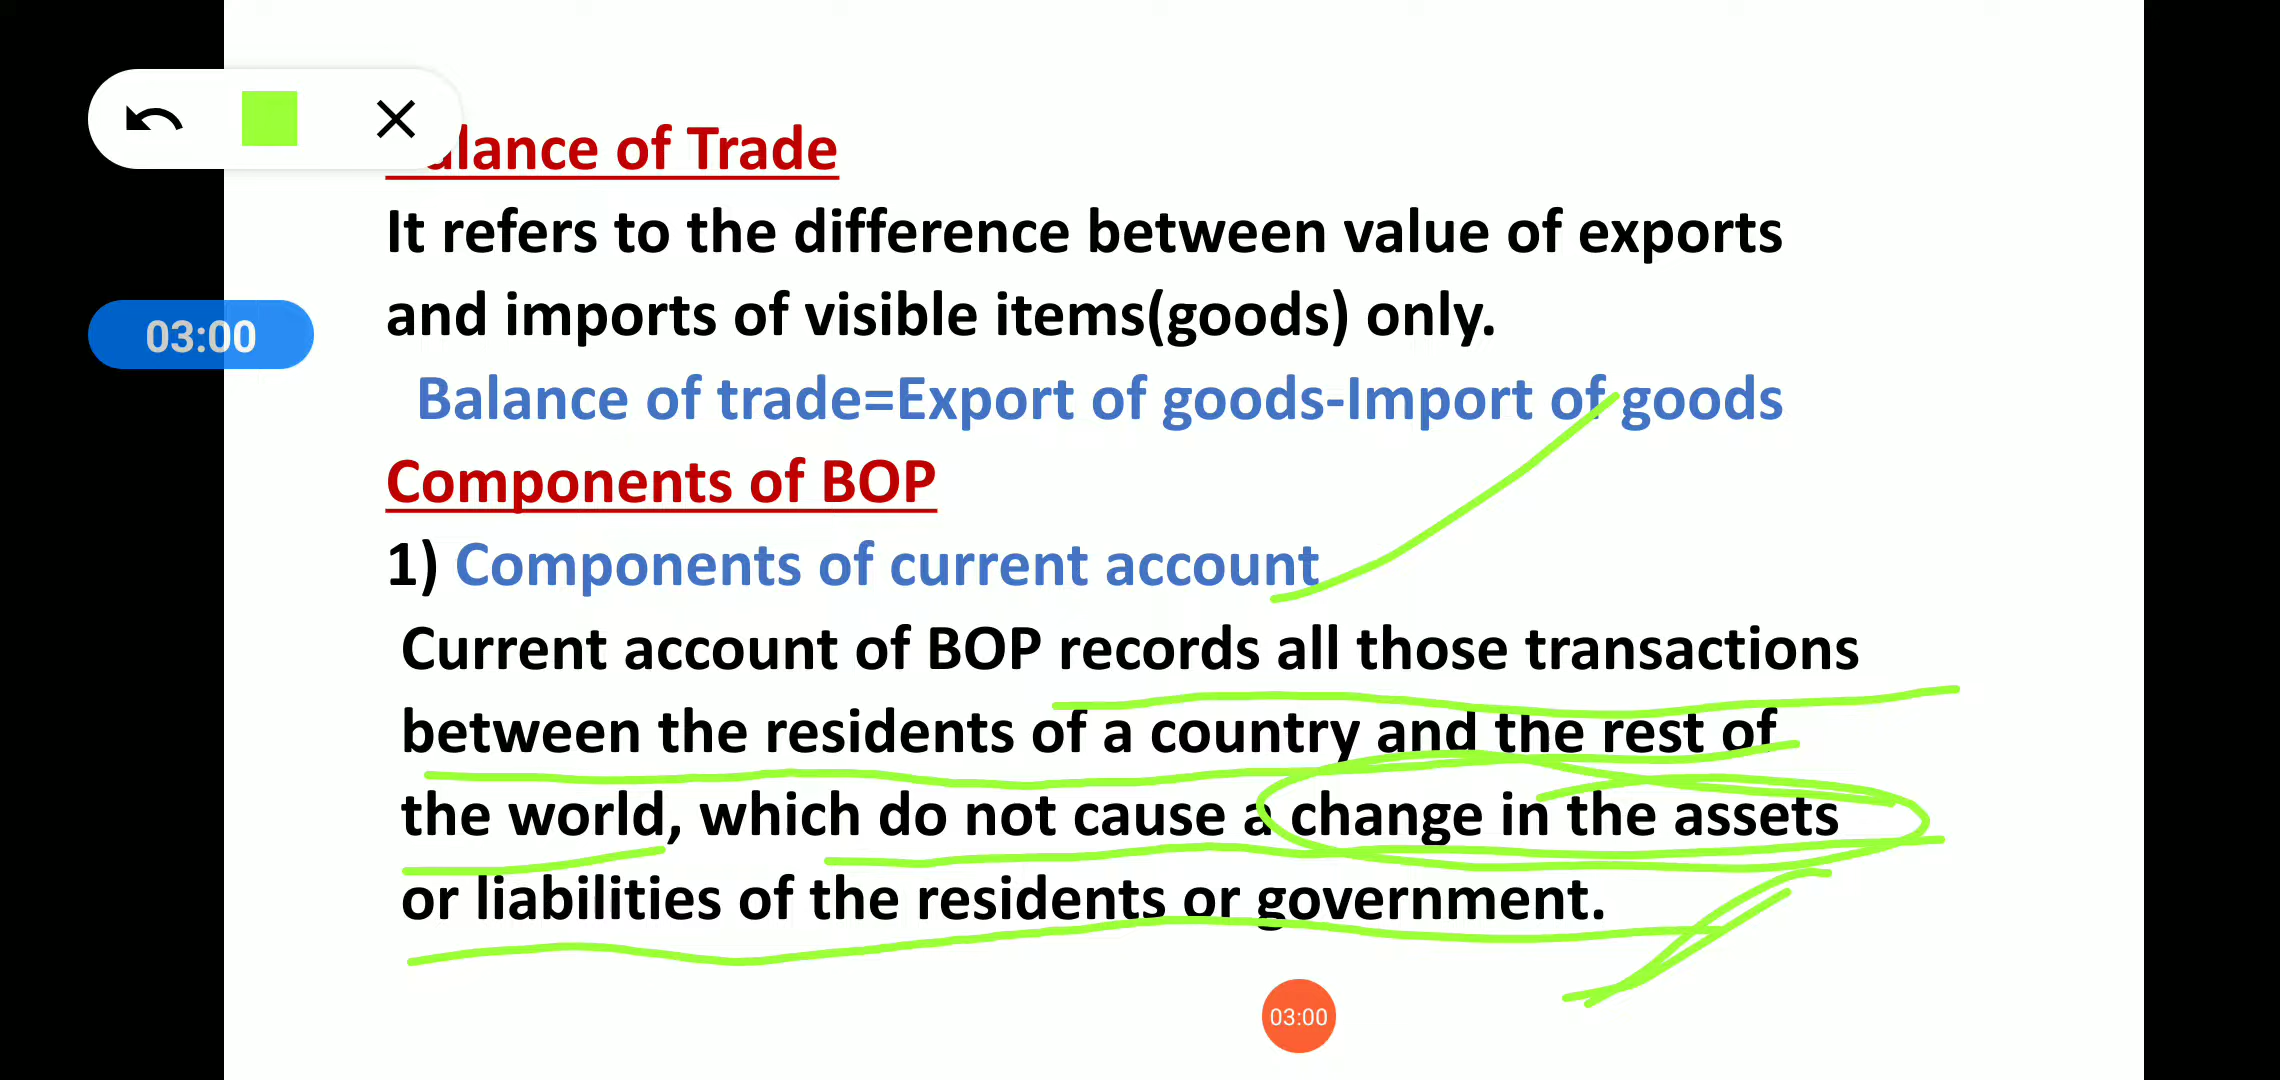 alance of Trade
It refers to the difference between value of exports
03:00
and imports of visible items(goods) only.
Balance of trade=Export of goods-Import of goods
Components of BOP
1) Components of current account
Current account of BOP records all those transactions
between the residents of a country and the rest of
the world, which do not cause a change in the assets
or liabilities of the residents or government.
03:00